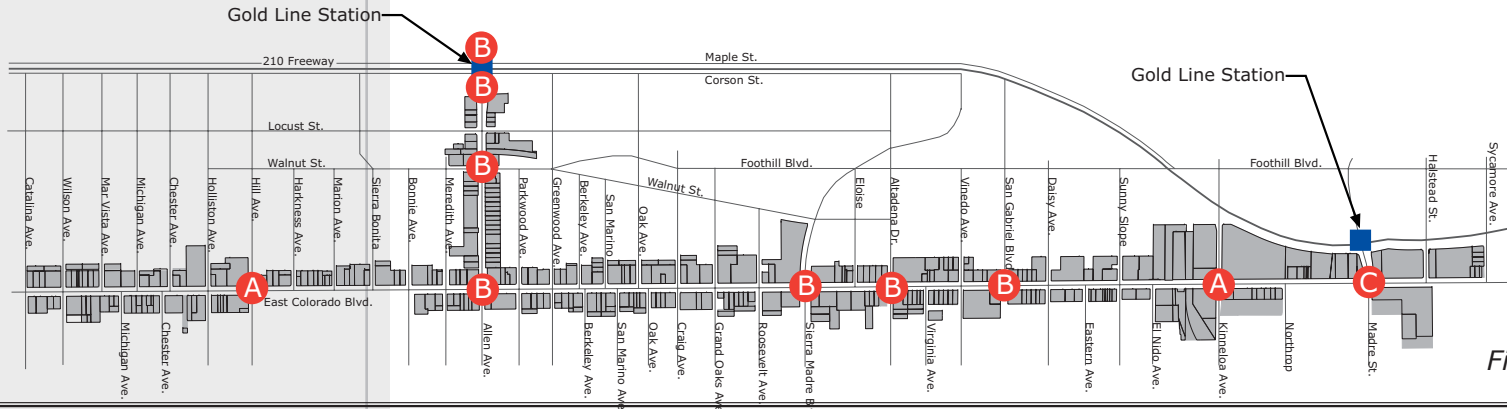 Gold Line Station
B
210 Freeway
Maple St.
B
Corson St.
Gold Line Station
Locust St.
Walnut St.
B
Foothill Blvd.
Foothill Blvd.
Walnut St.
Catalina Ave.
Wilson Ave.
Mar Vista Ave.
Michigan Ave.
Chester Ave.
Holliston Ave.
Hill Ave.
Harkness Ave.
Marion Ave.
Sierra Bonita
Bonnie Ave.
Meredith Ave.
Parkwood Ave.
Greenwood Ave.
Berkeley Ave.
San Marino
Oak Ave.
Eloise
Altadena Dr.
Vinedo Ave.
San Gabriel Blvd.
Daisy Ave.
Sunny Slope
Halstead St.
Sycamore Ave.
A
B
B
B
B
A
C
East Colorado Blvd.
Michigan Ave.
Chester Ave.
Allen Ave.
Berkeley Ave.
San Marino Ave
Oak Ave.
Craig Ave.
Grand Oaks Ave
Roosevelt Ave.
Sierra Madre B
Virginia Ave.
Eastern Ave.
El Nido Ave.
Kinneloa Ave.
Northrop
Madre St.
Fi